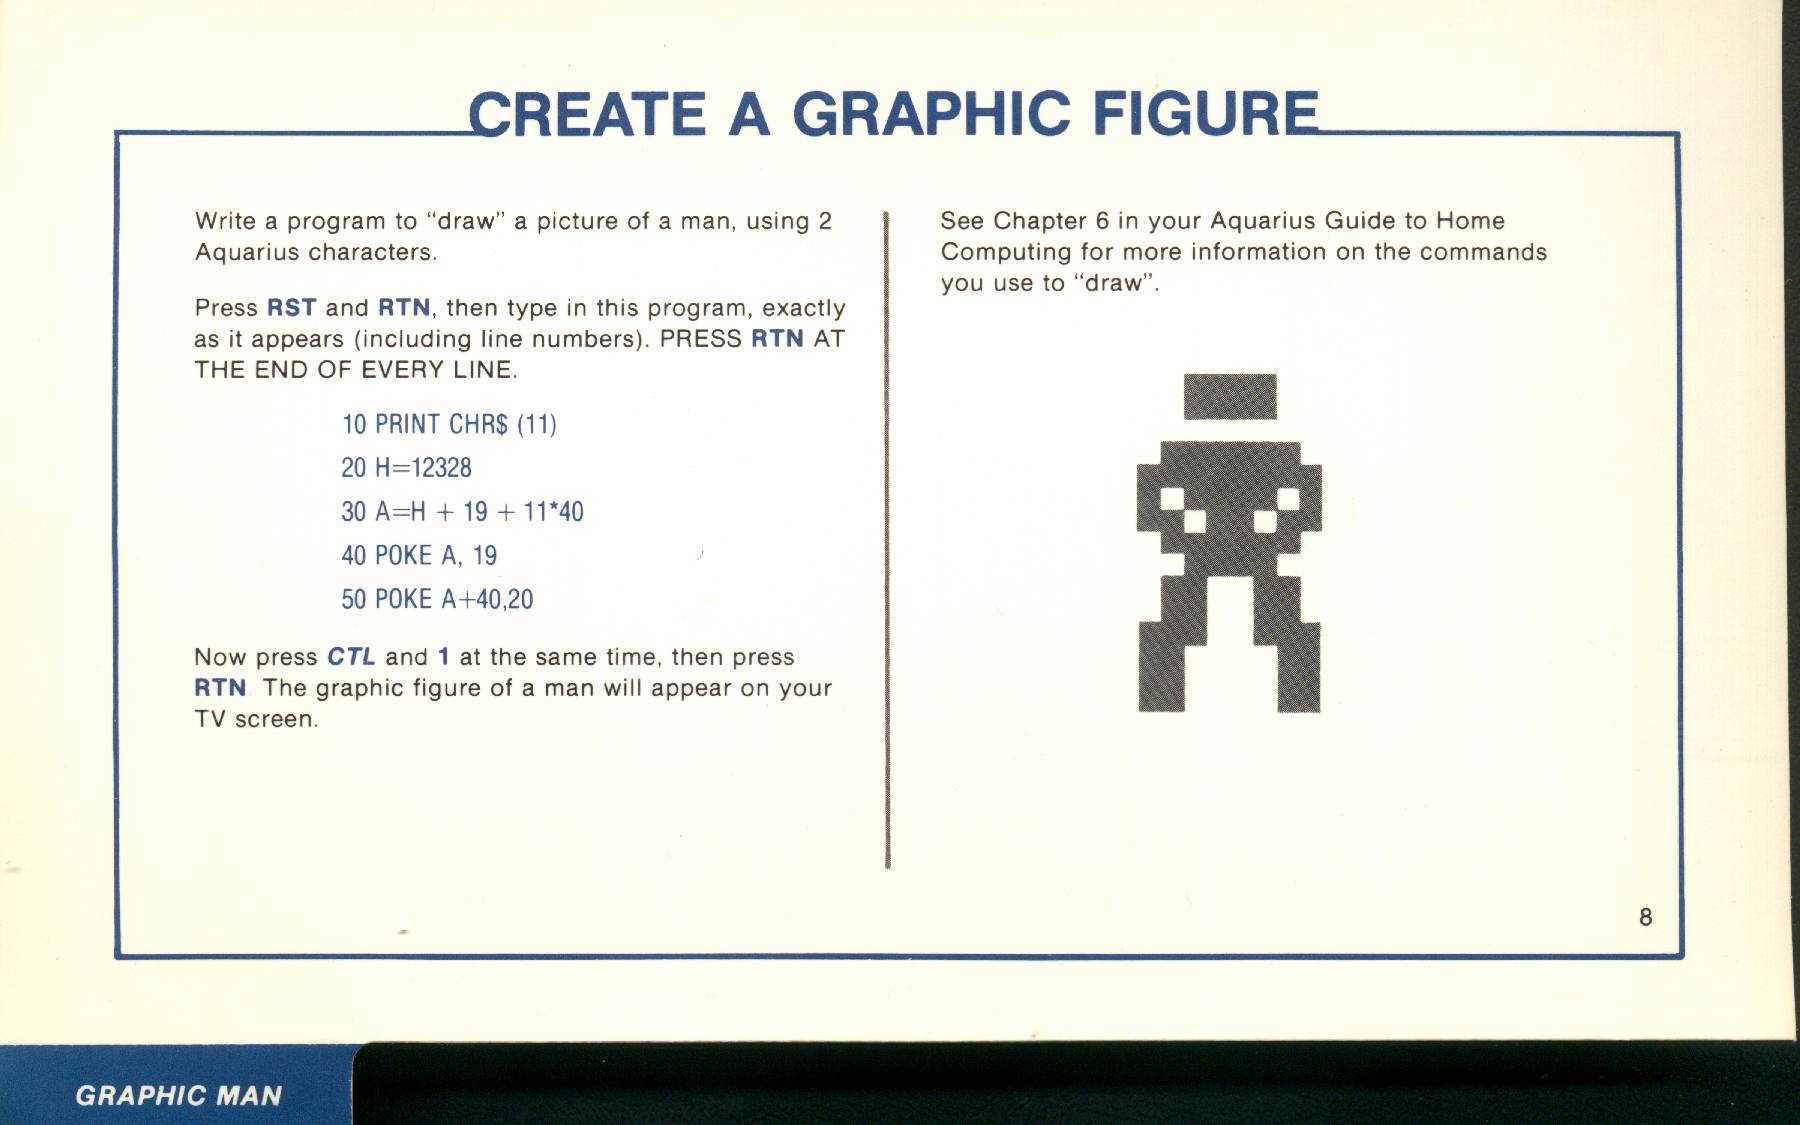 CREATE A GRAPHIC FIGURE
Write a program to “draw” a picture of a man, using 2
Aquarius characters.
Press RST and RTN, then type in this program, exactly
as it appears (including line numbers). PRESS RTN AT
THE END OF EVERY LINE.
10 PRINT CHR$ (11)
20 H=12328
30 A=H + 19 + 11*40
40 POKE A, 19
50 POKE A+40,20
Now press CTL and 1 at the same time, then press
RTN The graphic figure of a man will appear on your
TV screen.
See Chapter 6 in your Aquarius Guide to Home
Computing for more information on the commands
you use to “draw”.
8
GRAPHIC MAN